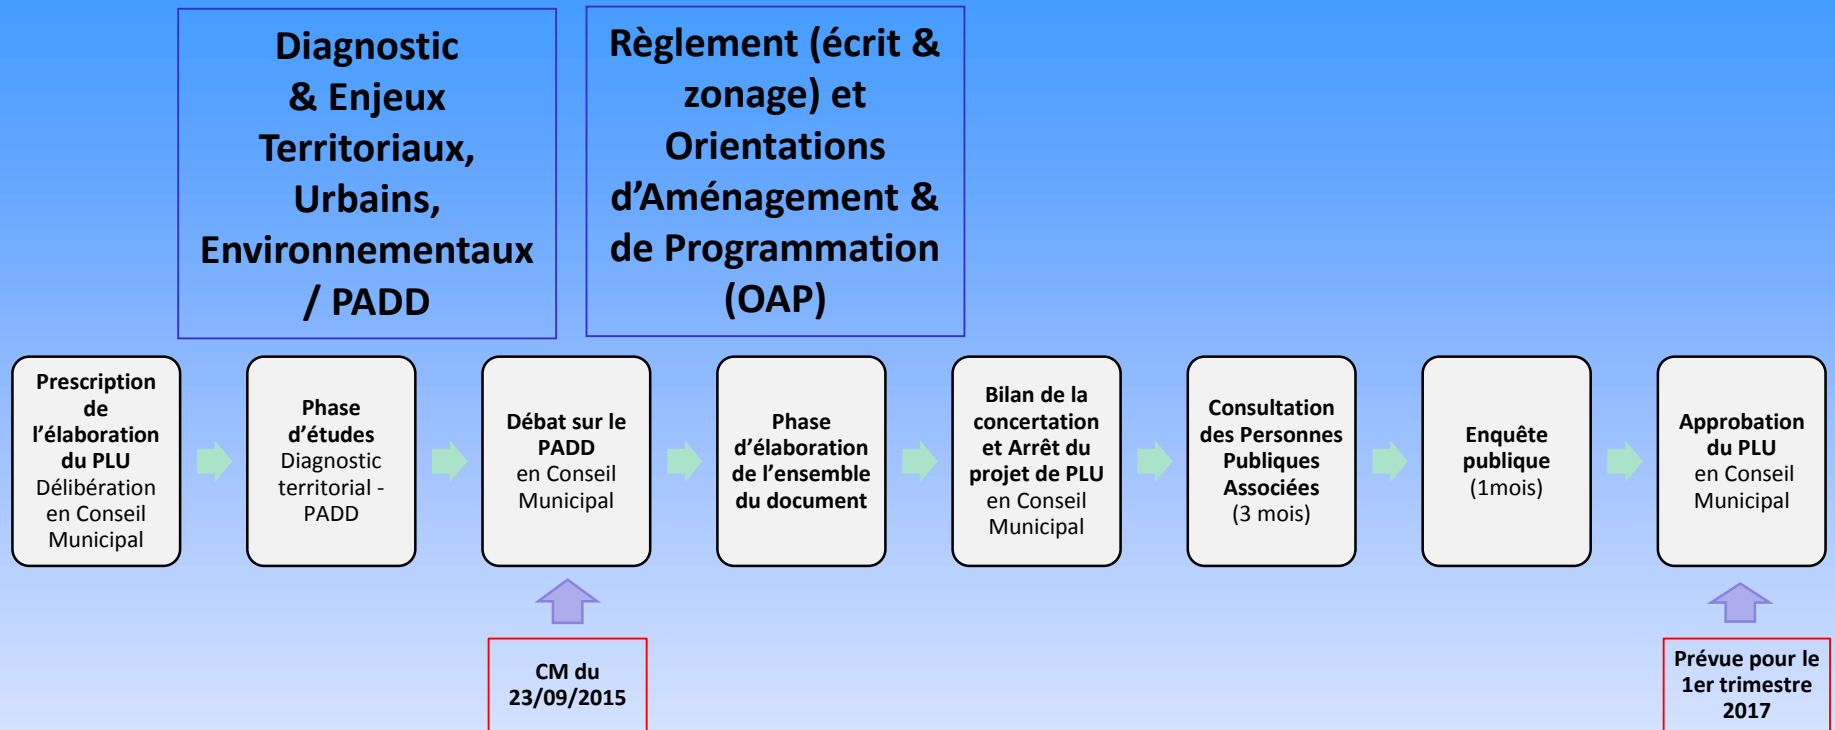 Diagnostic
& Enjeux
Territoriaux,
Urbains,
Environnementaux
/ PADD
Règlement (écrit &
zonage) et
Orientations
d’Aménagement &
de Programmation
(OAP)
Prescription
de
l’élaboration
du PLU
Délibération
en Conseil
Municipal
Phase
d’études
Diagnostic
territorial -
PADD
Débat sur le
PADD
en Conseil
Municipal
Phase
d’élaboration
de l’ensemble
du document
Bilan de la
concertation
et Arrêt du
projet de PLU
en Conseil
Municipal
Consultation
des Personnes
Publiques
Associées
(3 mois)
Enquête
publique
(1mois)
Approbation
du PLU
en Conseil
Municipal
CM du
23/09/2015
Prévue pour le
1er trimestre
2017